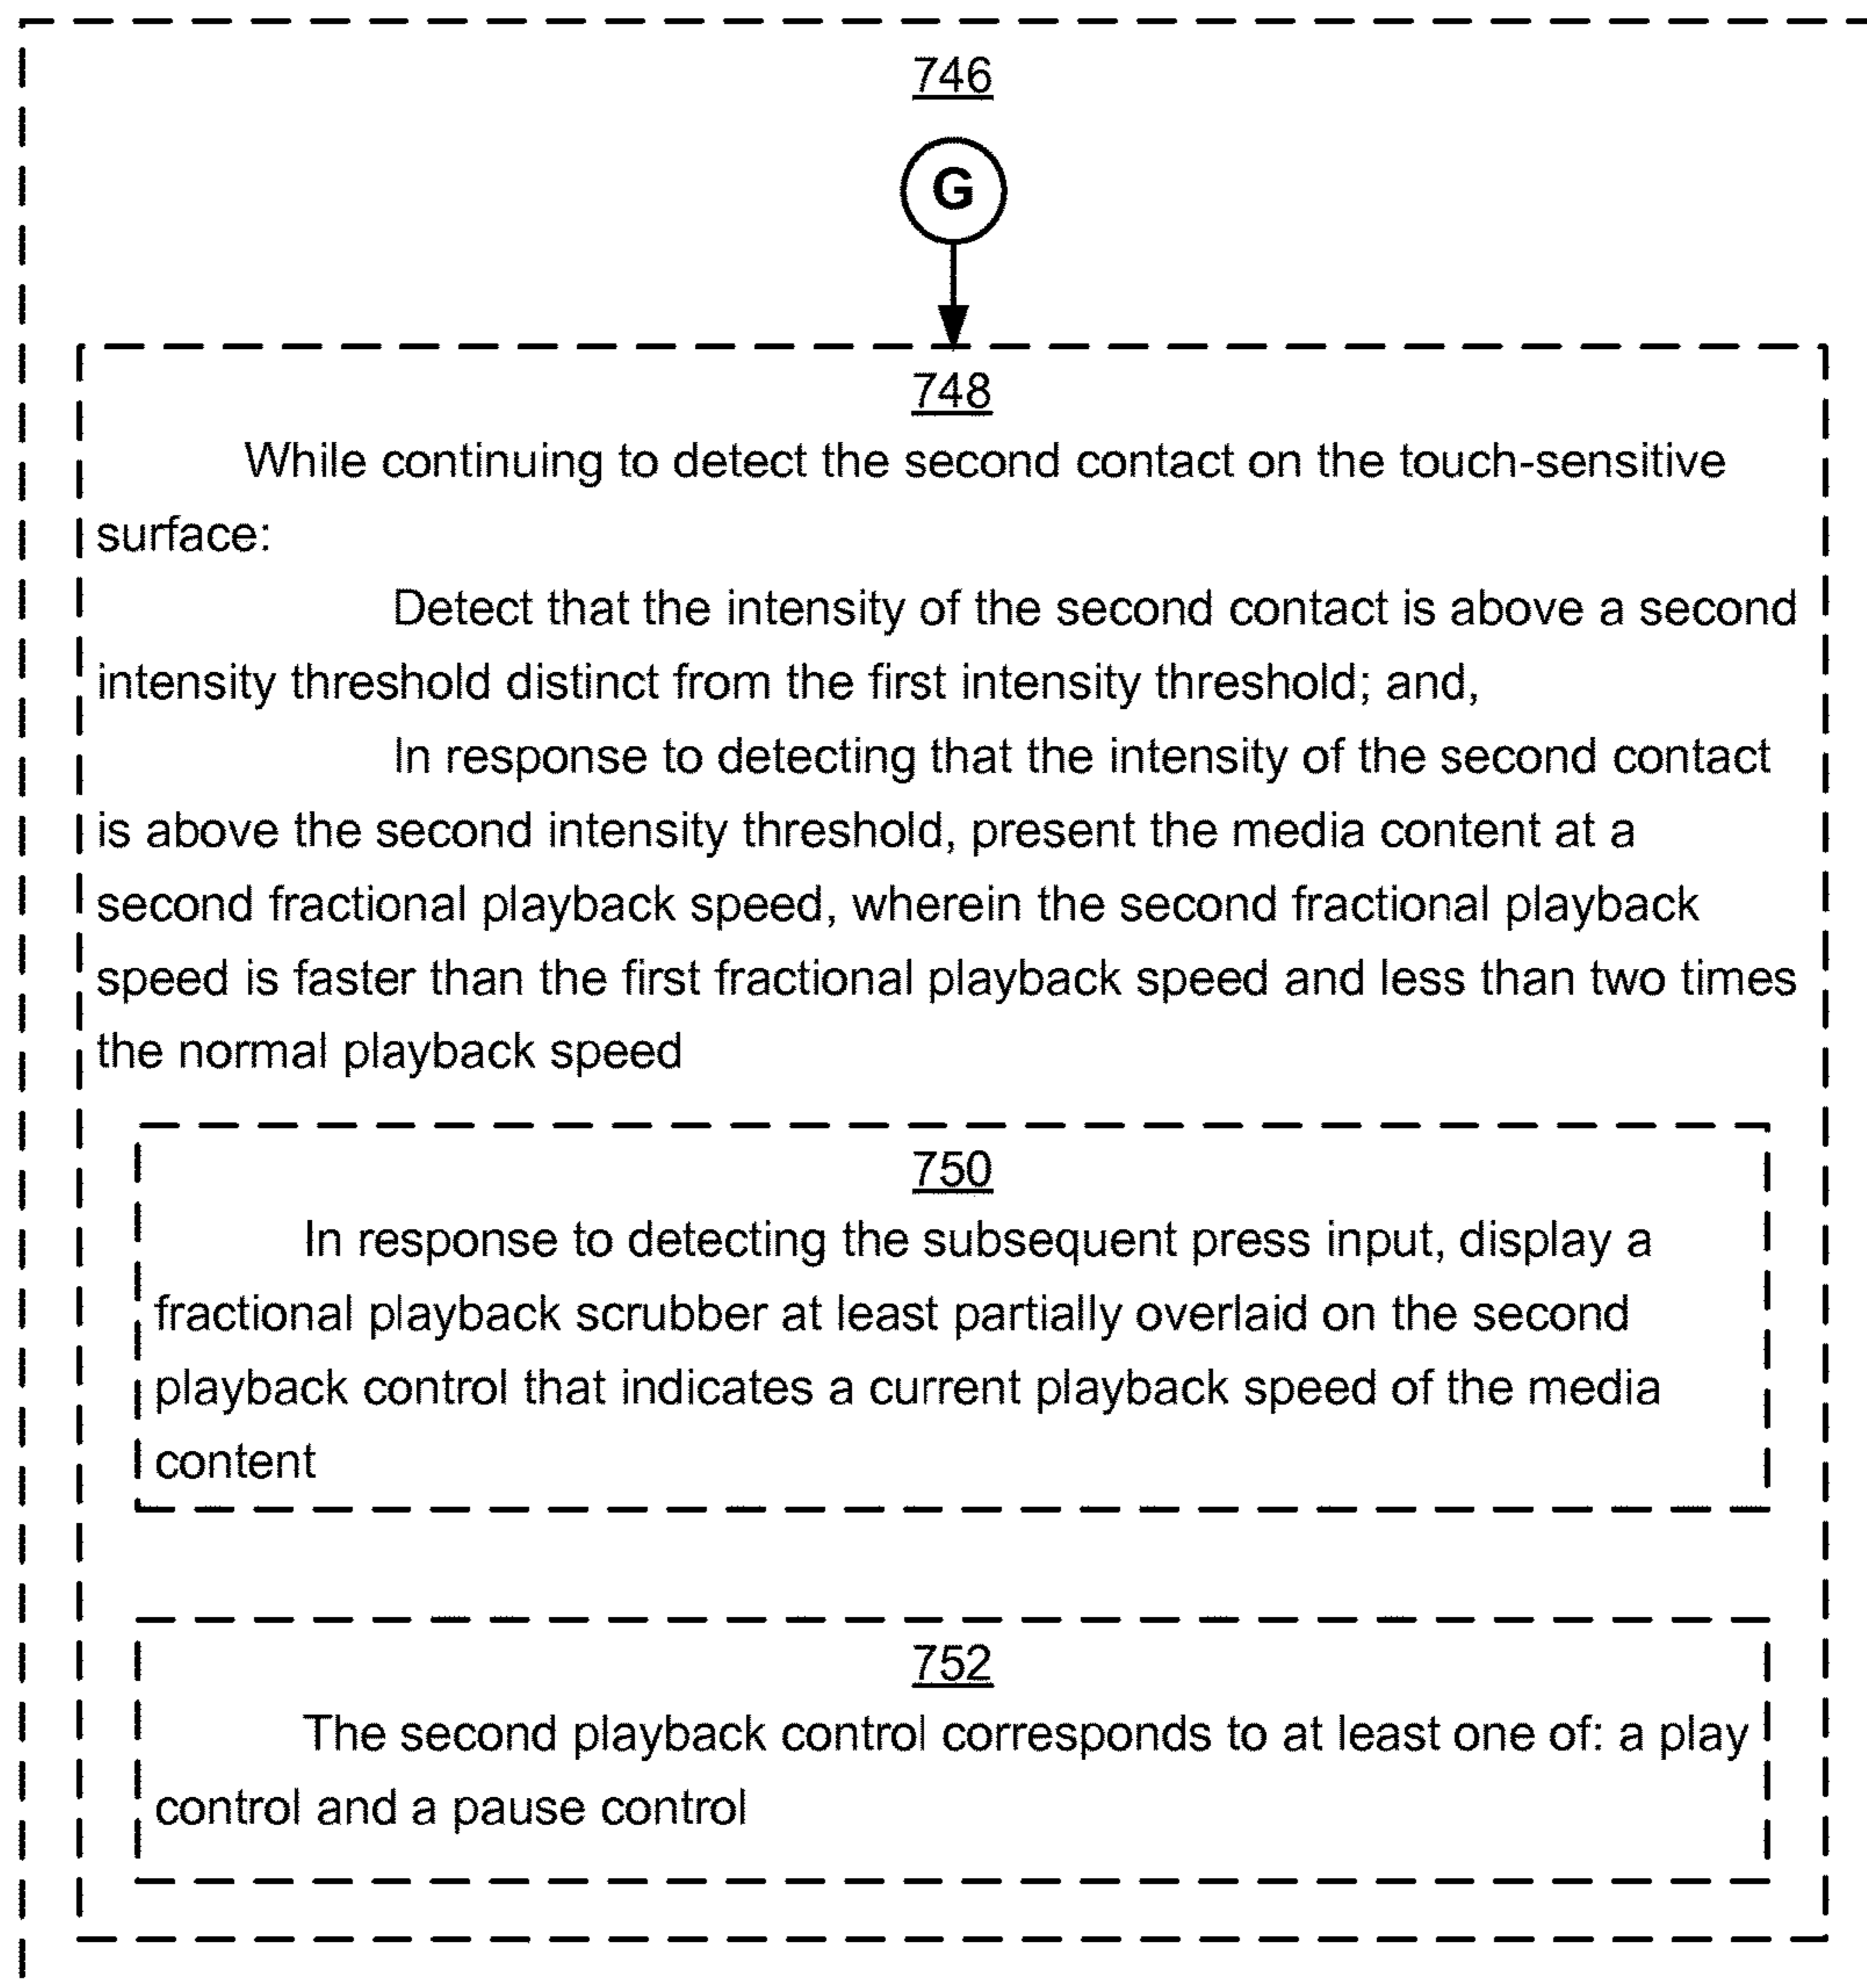 746
G
748
While continuing to detect the second contact on the touch-sensitive
surface:
Detect that the intensity of the second contact is above a second
intensity threshold distinct from the first intensity threshold; and,
In response to detecting that the intensity of the second contact
is above the second intensity threshold, present the media content at a
second fractional playback speed, wherein the second fractional playback
speed is faster than the first fractional playback speed and less than two times
the normal playback speed
750
In response to detecting the subsequent press input, display a
fractional playback scrubber at least partially overlaid on the second
playback control that indicates a current playback speed of the media
content
752
The second playback control corresponds to at least one of: a play
control and a pause control